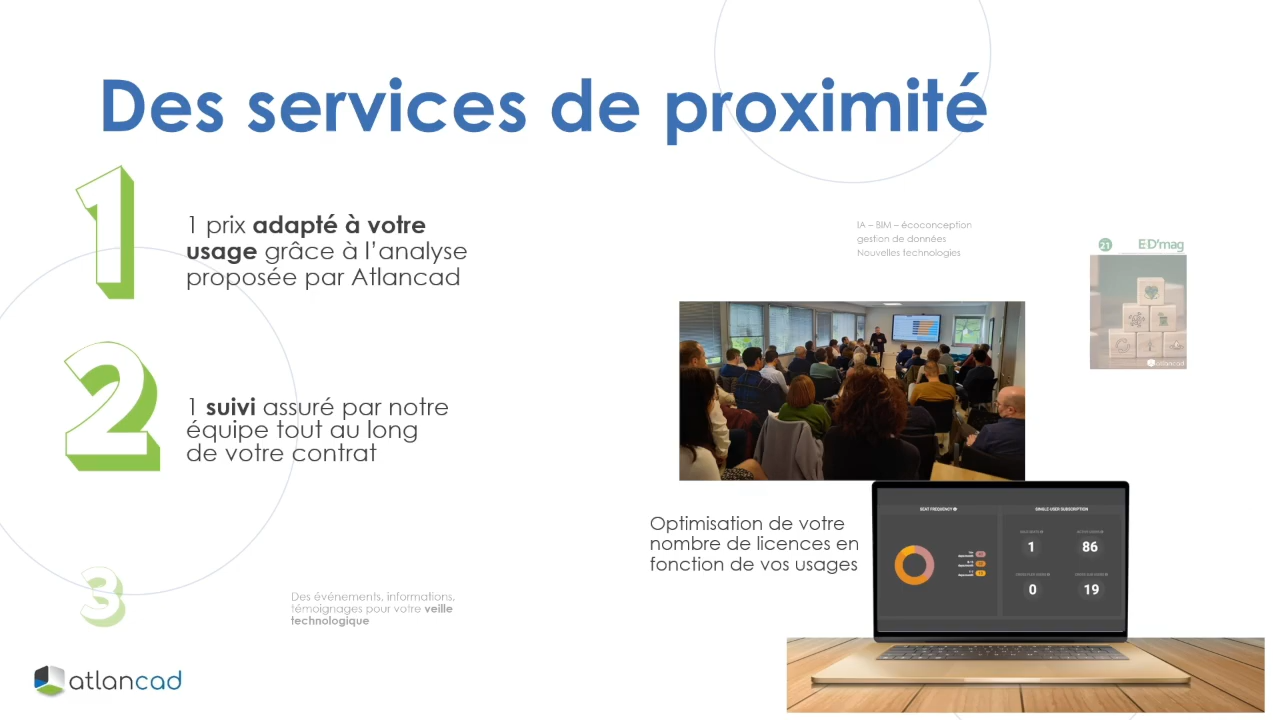 Des services de proximité
1
1 prix adapté à votre
usage grâce à l'analyse
proposée par Atlancad
2
1 suivi assuré par notre
équipe tout au long
de votre contrat
3
Des événements, informations,
témoignages pour votre veille
technologique
atlancad
IA – BIM – écoconception
gestion de données
Nouvelles technologies
21 E·D'mag
atlancad
Optimisation de votre
nombre de licences en
fonction de vos usages
SEAT FREQUENCY
SINGLE-USER SUBSCRIPTION
1
86
0
19